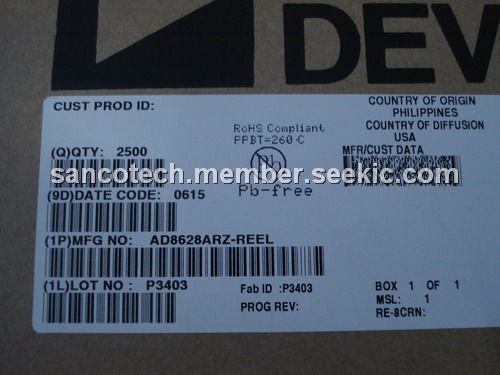 DEV
CUST PROD ID:
COUNTRY OF ORIGIN
PHILIPPINES
COUNTRY OF DIFFUSION
USA
MFR/CUST DATA
RoHS Compliant
PPBT=260·C
Pb
Pb-free
(Q)QTY: 2500
sancotech.member.seekic.com
(9D)DATE CODE: 0615
(1P)MFG NO: AD8628ARZ-REEL
(1L)LOT NO : P3403
Fab ID :P3403
PROG REV:
BOX 1 OF 1
MSL: 1
RE-8CRN: